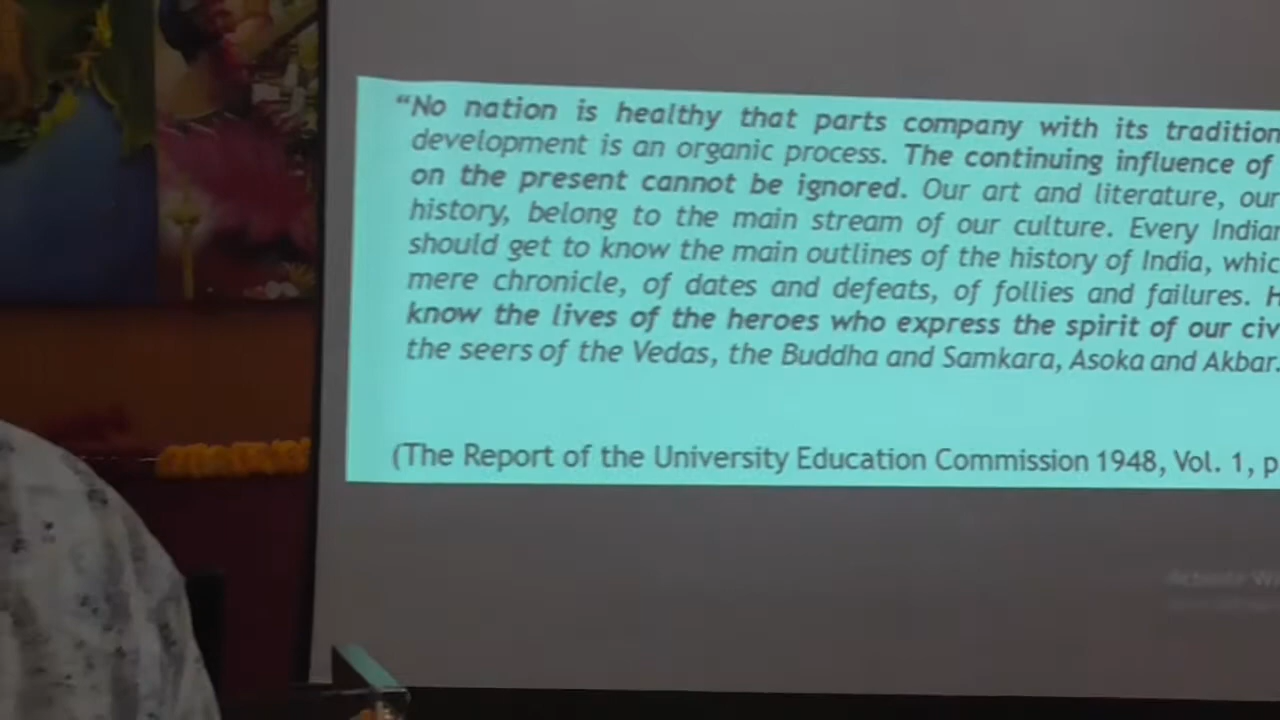 “No nation is healthy that parts company with its tradition
development is an organic process. The continuing influence of
on the present cannot be ignored. Our art and literature, our
history, belong to the main stream of our culture. Every Indian
should get to know the main outlines of the history of India, whic
mere chronicle, of dates and defeats, of follies and failures. H
know the lives of the heroes who express the spirit of our civ
the seers of the Vedas, the Buddha and Samkara, Asoka and Akbar.
(The Report of the University Education Commission 1948, Vol. 1, p
Activate Wi